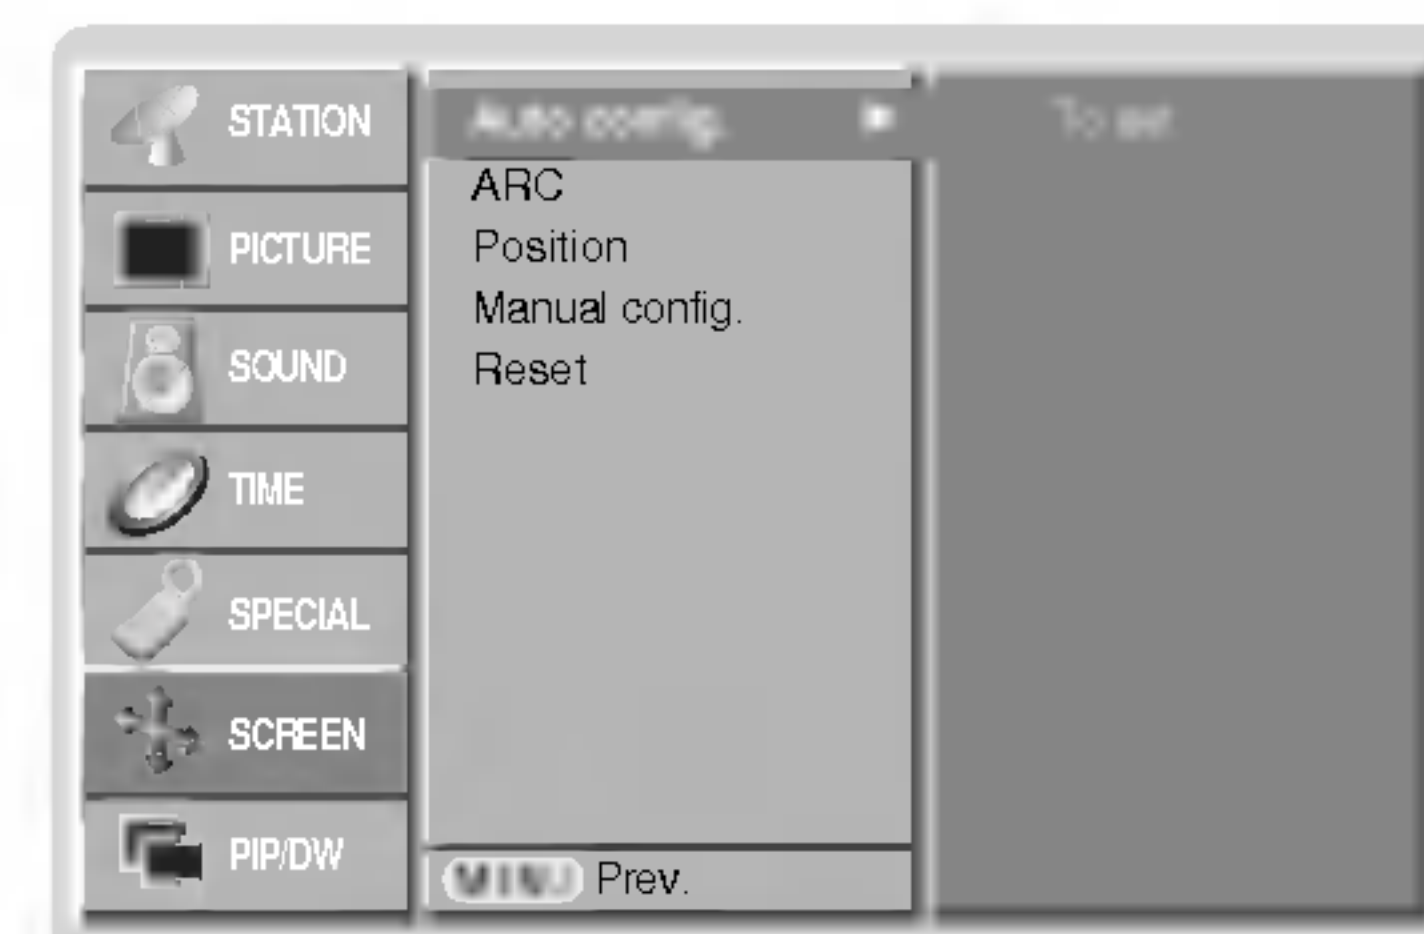 STATION
PICTURE
SOUND
TIME
SPECIAL
SCREEN
PIP/DW
Auto config.
ARC
Position
Manual config.
Reset
Prev.
To set